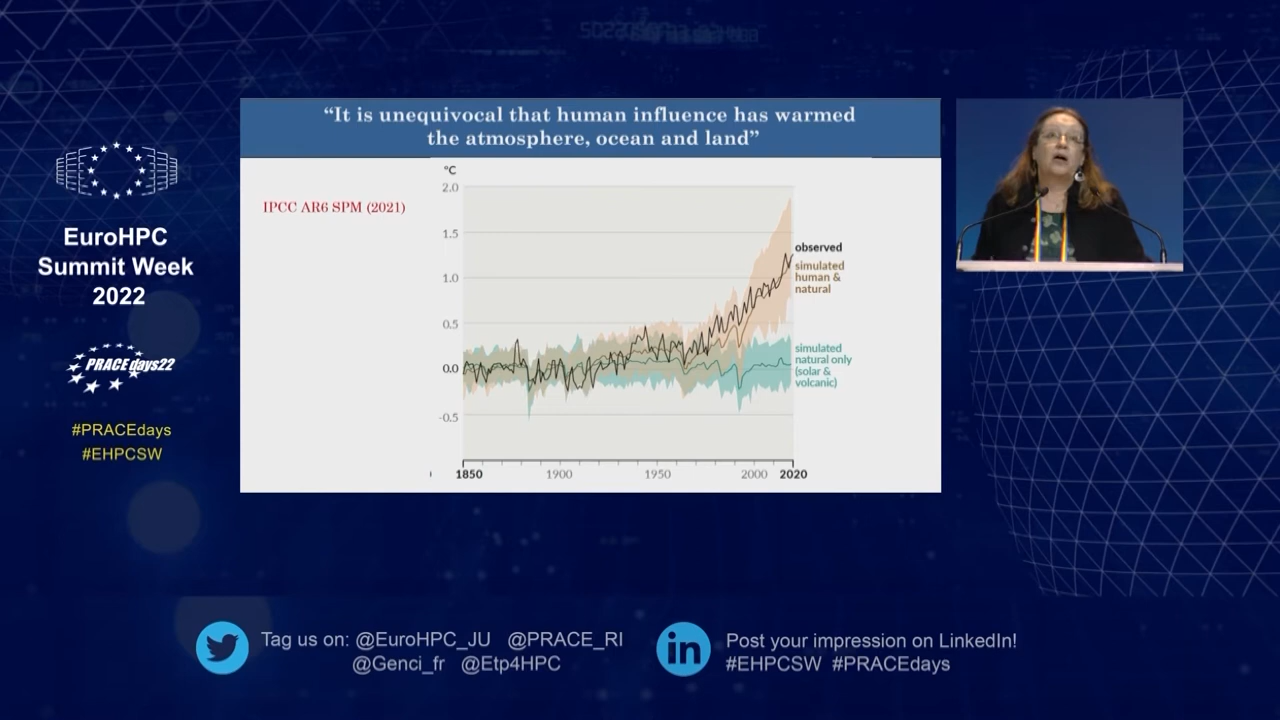 EuroHPC
Summit Week
2022
PRACEdays22
#PRACEdays
#EHPCSW
“It is unequivocal that human influence has warmed
the atmosphere, ocean and land”
IPCC AR6 SPM (2021)
°C
2.0
1.5
1.0
0.5
0.0
-0.5
1850
1900
1950
2000
2020
observed
simulated
human &
natural
simulated
natural only
(solar &
volcanic)
Tag us on: @EuroHPC_JU @PRACE_RI
@Genci_fr @Etp4HPC
in
Post your impression on LinkedIn!
#EHPCSW #PRACEdays